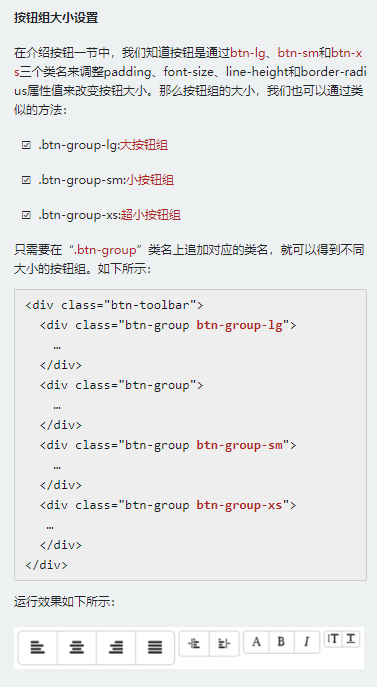 按钮组大小设置
在介绍按钮一节中，我们知道按钮是通过btn-lg、btn-sm和btn-x
s三个类名来调整padding、font-size、line-height和border-radi
us属性值来改变按钮大小。那么按钮组的大小，我们也可以通过类
似的方法：
☑ .btn-group-lg:大按钮组
☑ .btn-group-sm:小按钮组
☑ .btn-group-xs:超小按钮组
只需要在“.btn-group”类名上追加对应的类名，就可以得到不同
大小的按钮组。如下所示：
<div class="btn-toolbar">
<div class="btn-group btn-group-lg">
…
</div>
<div class="btn-group">
…
</div>
<div class="btn-group btn-group-sm">
…
</div>
<div class="btn-group btn-group-xs">
…
</div>
</div>
运行效果如下所示：
A B I